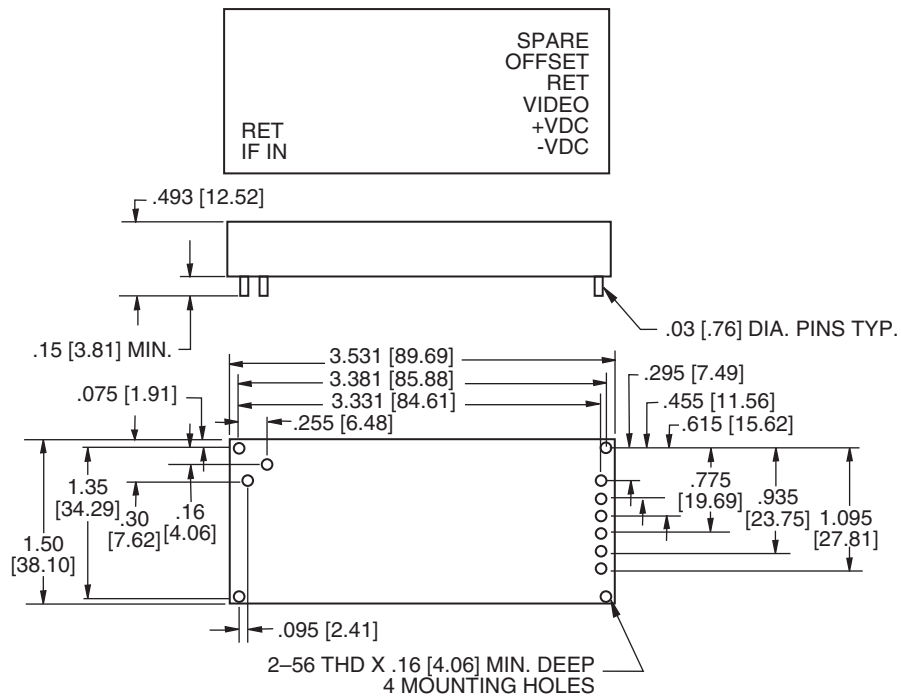 SPARE
OFFSET
RET
VIDEO
+VDC
-VDC
RET
IF IN
.493 [12.52]
.15 [3.81] MIN.
.03 [.76] DIA. PINS TYP.
3.531 [89.69]
3.381 [85.88]
3.331 [84.61]
.075 [1.91]
.255 [6.48]
.295 [7.49]
.455 [11.56]
.615 [15.62]
1.35
[34.29]
.30
[7.62]
.16
[4.06]
1.50
[38.10]
.775
[19.69]
.935
[23.75]
1.095
[27.81]
.095 [2.41]
2–56 THD X .16 [4.06] MIN. DEEP
4 MOUNTING HOLES